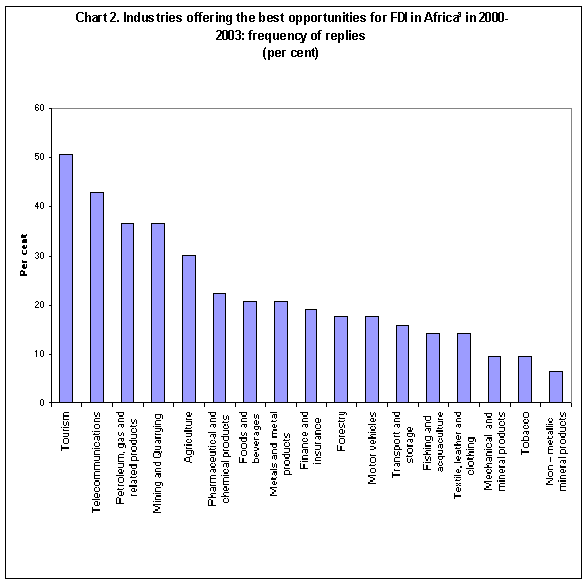 Chart 2. Industries offering the best opportunities for FDI in Africa¹ in 2000-
2003: frequency of replies
(per cent)
60
50
40
30
20
10
0
Per cent
Tourism
Telecommunications
Petroleum, gas and
related products
Mining and Quarying
Agriculture
Pharmaceutical and
chemical products
Foods and
beverages
Metals and metal
products
Finance and
insurance
Forestry
Motor vehicles
Transport and
storage
Fishing and
acquaculture
Textile, leather and
clothing
Mechanical and
mineral products
Tobacco
Non - metallic
mineral products